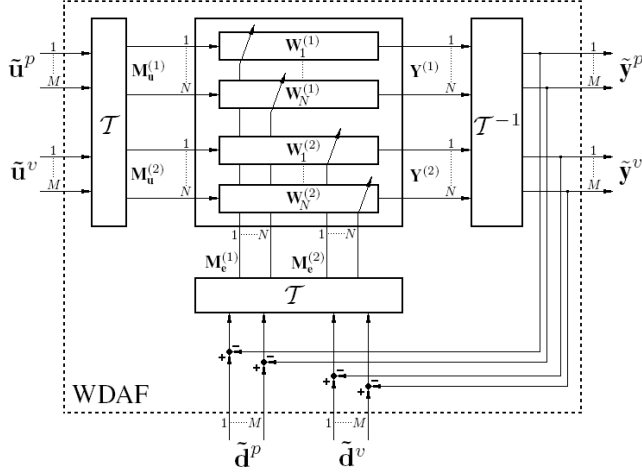 1 ũ^p M
1 ũ^v M
𝒯
1 M_u^(1) N
1 M_u^(2) N
W_1^(1)
W_N^(1)
W_1^(2)
W_N^(2)
1 Y^(1) N
1 Y^(2) N
𝒯^−1
1 ỹ^p M
1 ỹ^v M
1 N 1 N
M_e^(1) M_e^(2)
𝒯
− −
+ + − −
+ +
WDAF
1 M 1 M
d̃^p d̃^v